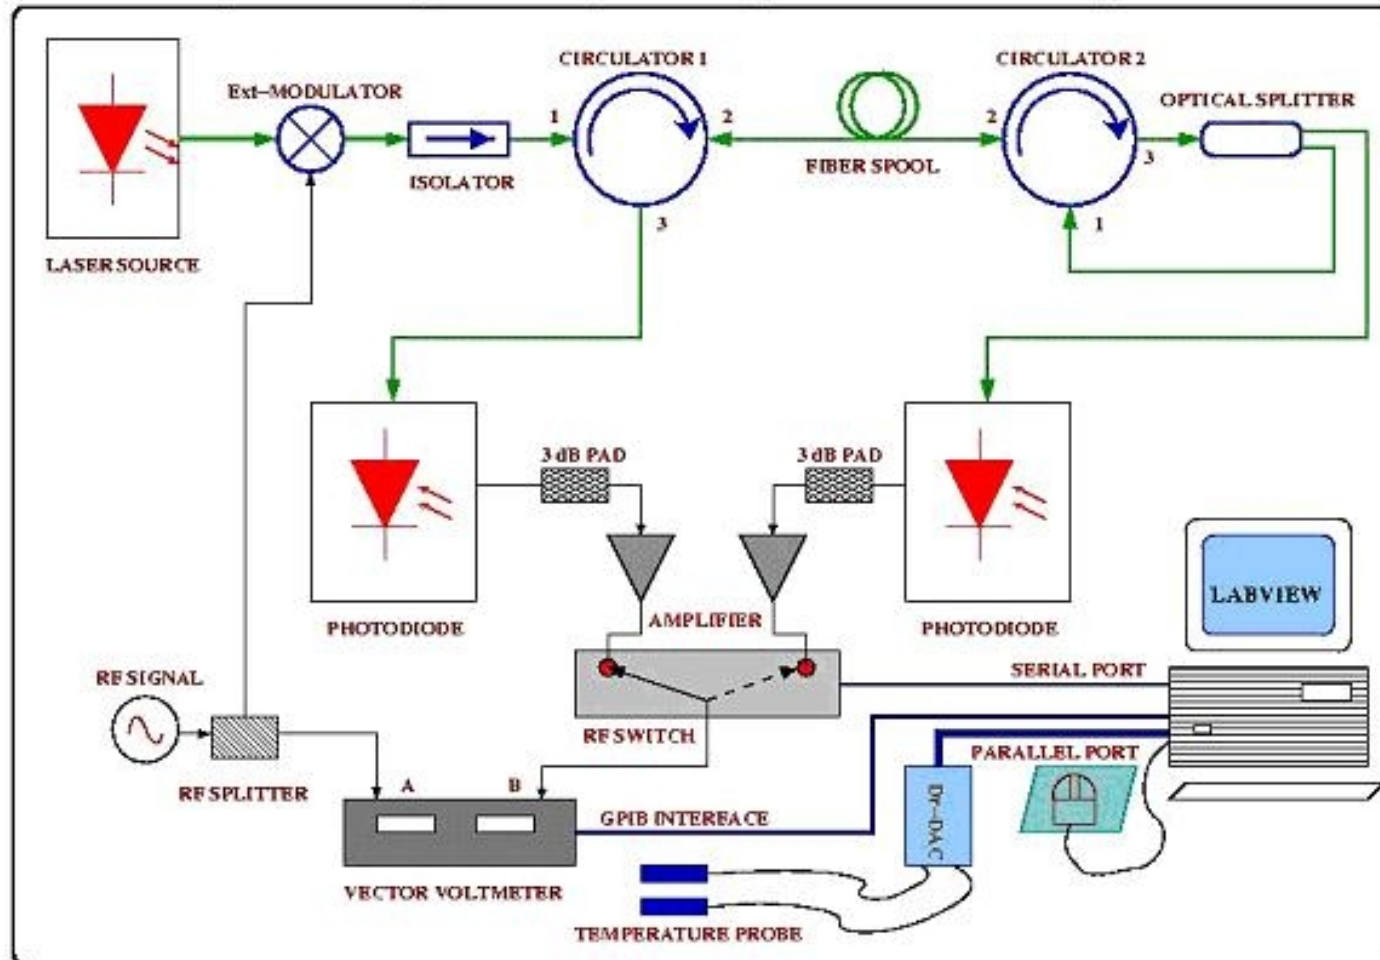 CIRCULATOR 1
CIRCULATOR 2
Ext-MODULATOR
OPTICAL SPLITTER
1
2
2
3
ISOLATOR
FIBER SPOOL
3
1
LASER SOURCE
3 dB PAD
3 dB PAD
LABVIEW
PHOTODIODE
AMPLIFIER
PHOTODIODE
RF SIGNAL
SERIAL PORT
RF SWITCH
PARALLEL PORT
RF SPLITTER
A
B
GPIB INTERFACE
Dr-DAC
VECTOR VOLTMETER
TEMPERATURE PROBE